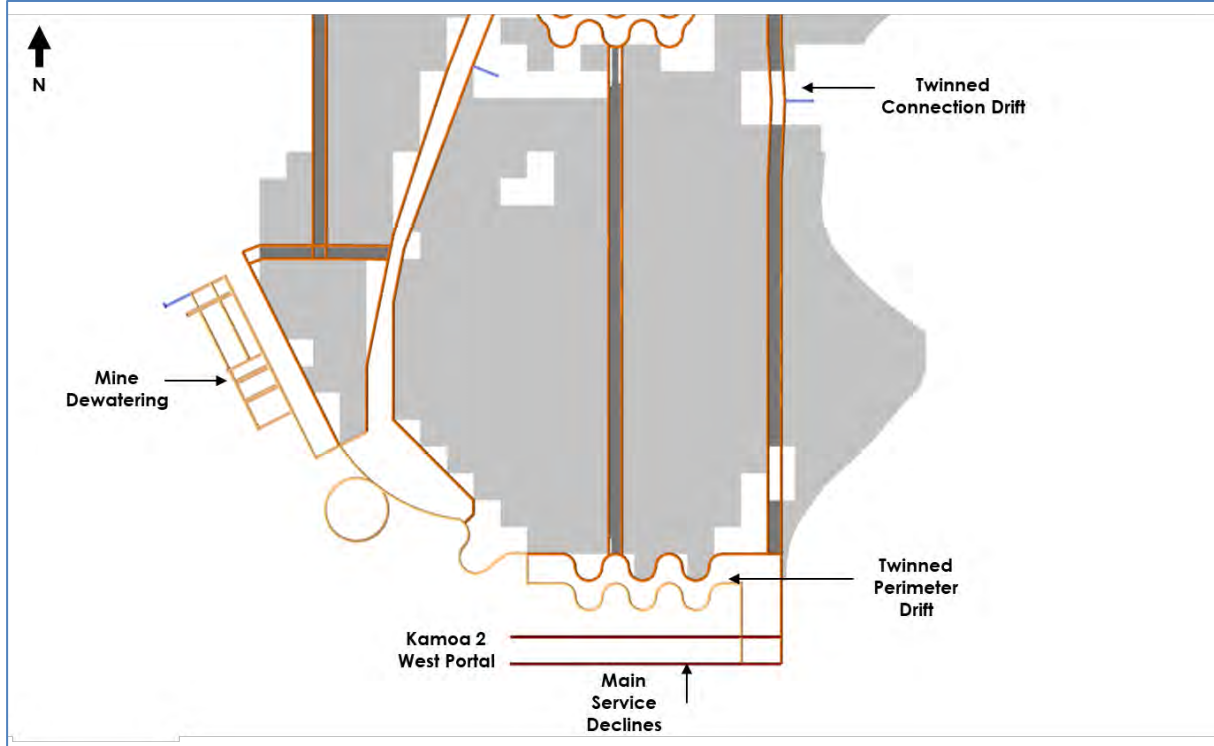 N
Twinned
Connection Drift
Mine
Dewatering
Twinned
Perimeter
Drift
Kamoa 2
West Portal
Main
Service
Declines